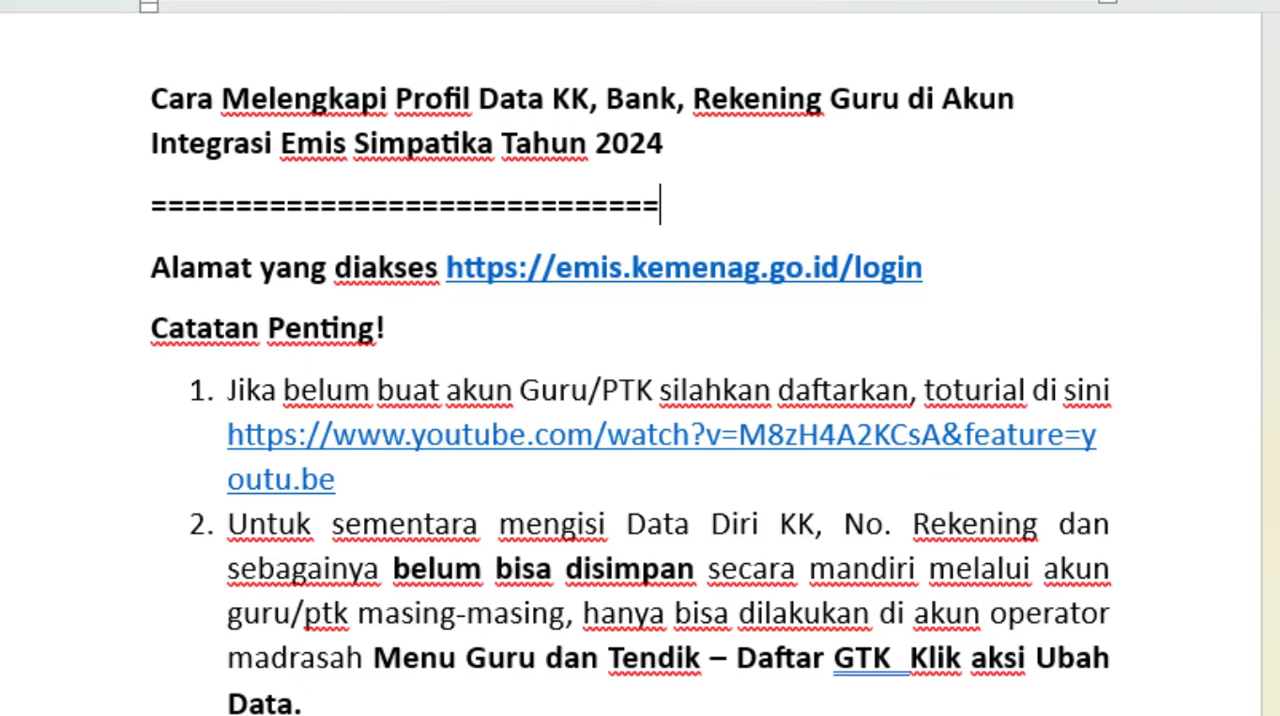 Cara Melengkapi Profil Data KK, Bank, Rekening Guru di Akun
Integrasi Emis Simpatika Tahun 2024
==============================
Alamat yang diakses https://emis.kemenag.go.id/login
Catatan Penting!
1. Jika belum buat akun Guru/PTK silahkan daftarkan, toturial di sini
https://www.youtube.com/watch?v=M8zH4A2KCsA&feature=y
outu.be
2. Untuk sementara mengisi Data Diri KK, No. Rekening dan
sebagainya belum bisa disimpan secara mandiri melalui akun
guru/ptk masing-masing, hanya bisa dilakukan di akun operator
madrasah Menu Guru dan Tendik – Daftar GTK  Klik aksi Ubah
Data.